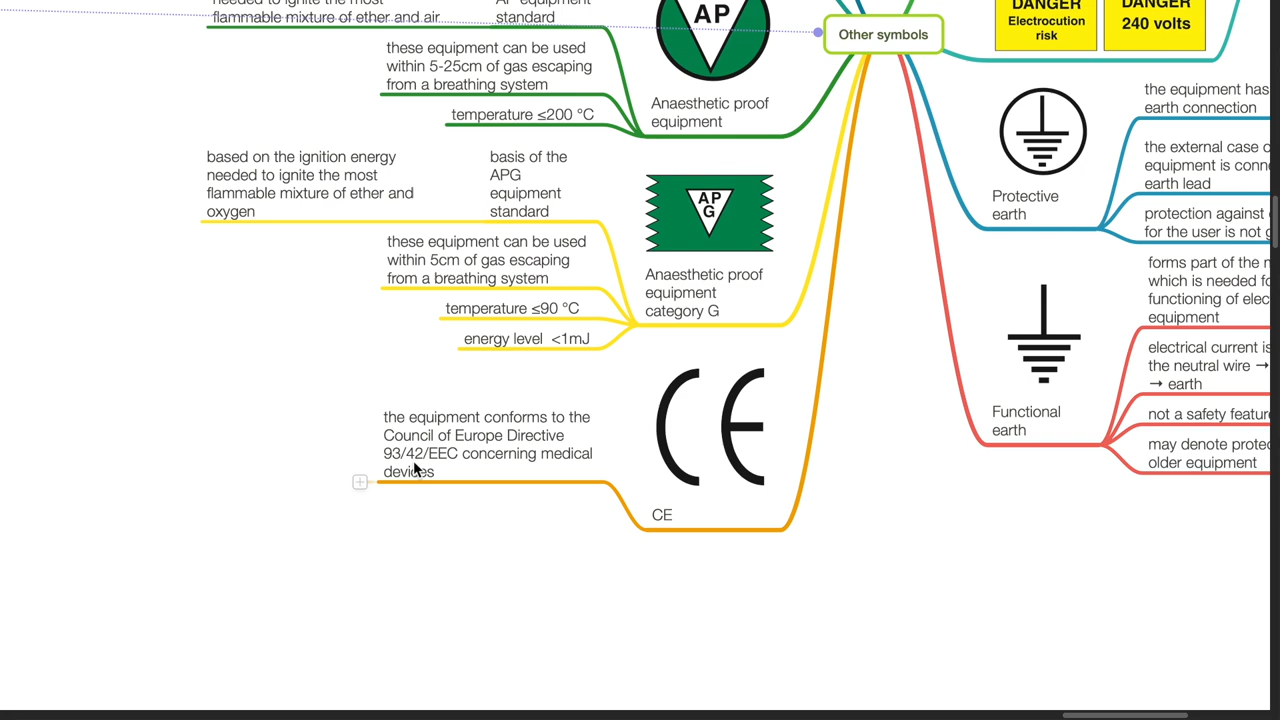 needed to ignite the most
flammable mixture of ether and air
AP equipment
standard
these equipment can be used
within 5-25cm of gas escaping
from a breathing system
temperature ≤200 °C
AP
Anaesthetic proof
equipment
based on the ignition energy
needed to ignite the most
flammable mixture of ether and
oxygen
basis of the
APG
equipment
standard
these equipment can be used
within 5cm of gas escaping
from a breathing system
temperature ≤90 °C
energy level <1mJ
AP
G
Anaesthetic proof
equipment
category G
the equipment conforms to the
Council of Europe Directive
93/42/EEC concerning medical
devices
CE
CE
Other symbols
DANGER
Electrocution
risk
DANGER
240 volts
Protective
earth
the equipment has
earth connection
the external case
equipment is
earth lead
protection against
for the user is not
Functional
earth
forms part of the
which is needed
functioning of
equipment
electrical current is
the neutral wire →
→ earth
not a safety
may denote
older equipment